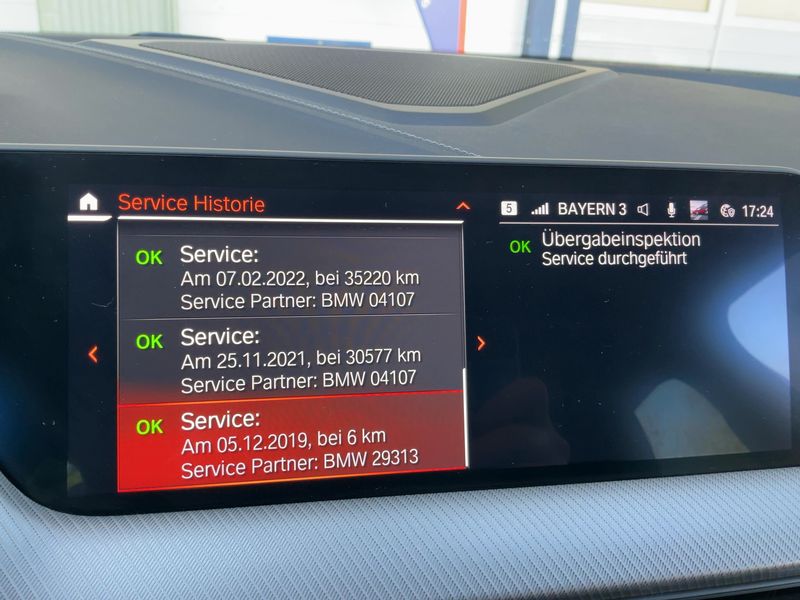 Service Historie
5 BAYERN 3 17:24
OK Service:
Am 07.02.2022, bei 35220 km
Service Partner: BMW 04107
OK Service:
Am 25.11.2021, bei 30577 km
Service Partner: BMW 04107
OK Service:
Am 05.12.2019, bei 6 km
Service Partner: BMW 29313
OK Übergabeinspektion
Service durchgeführt